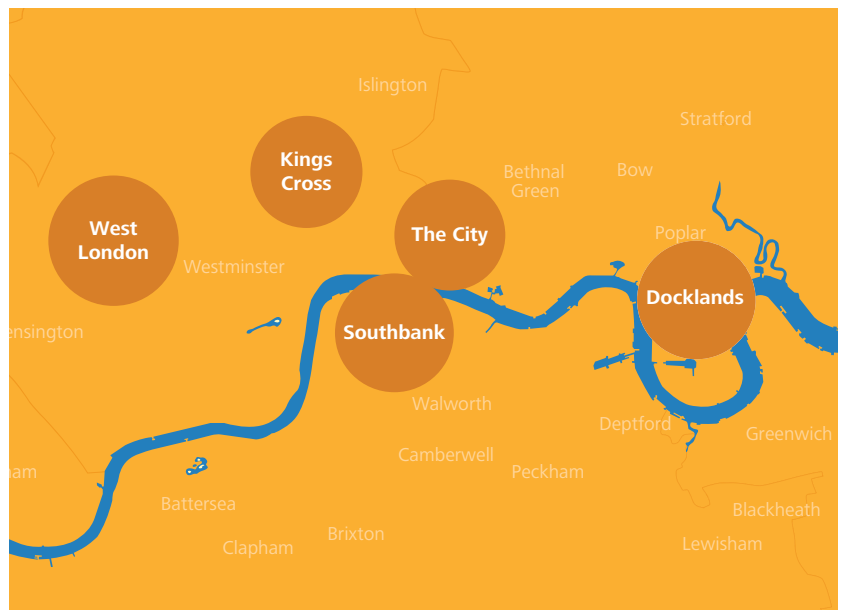 Islington
Stratford
Kings
Cross
Bethnal
Green
Bow
West
London
The City
Poplar
Westminster
Docklands
ensington
Southbank
Walworth
Deptford
Greenwich
Camberwell
Peckham
am
Battersea
Blackheath
Brixton
Clapham
Lewisham